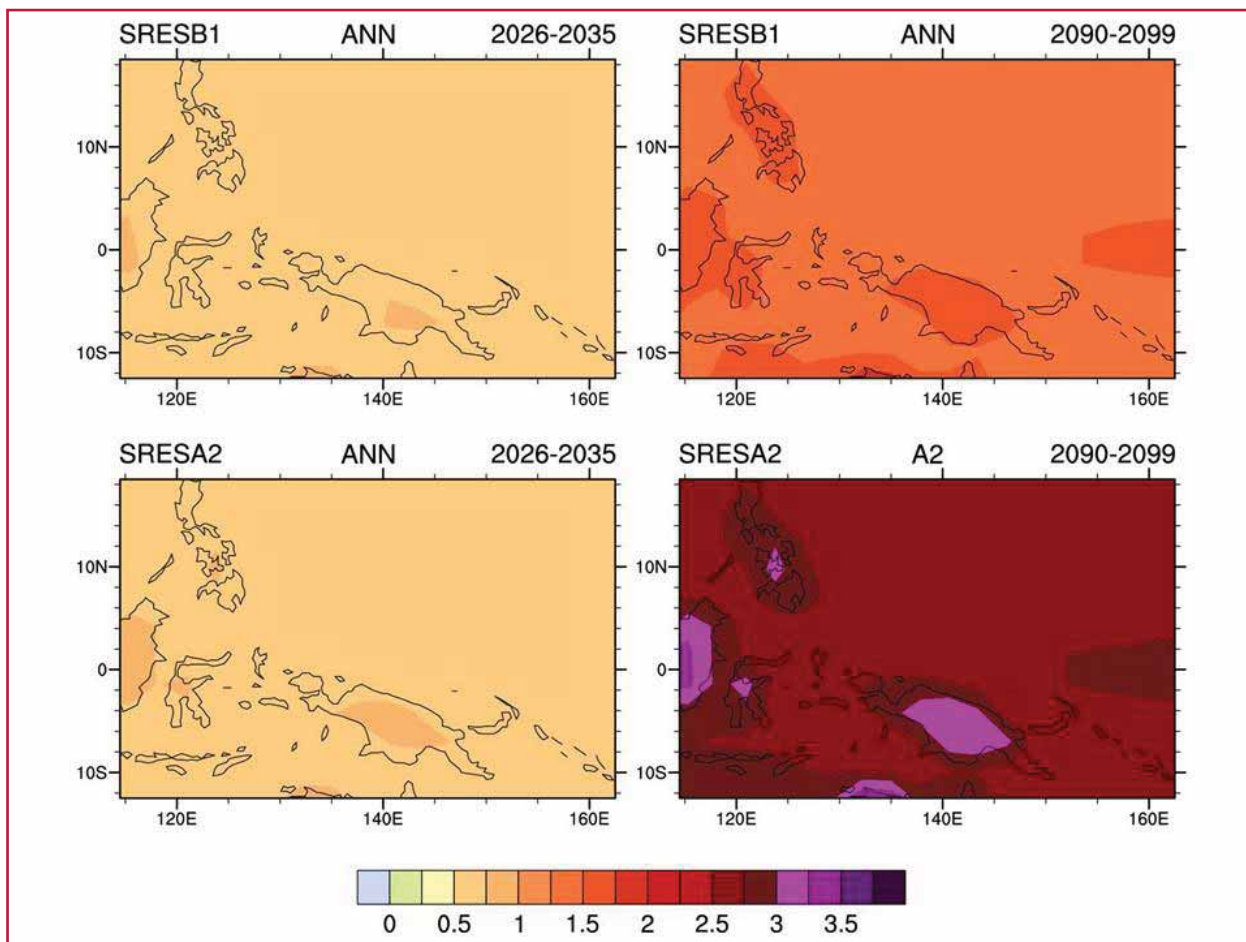 SRESB1 ANN 2026-2035
SRESB1 ANN 2090-2099
10N
0
10S
120E 140E 160E
10N
0
10S
120E 140E 160E
SRESA2 ANN 2026-2035
SRESA2 A2 2090-2099
10N
0
10S
120E 140E 160E
10N
0
10S
120E 140E 160E
0 0.5 1 1.5 2 2.5 3 3.5